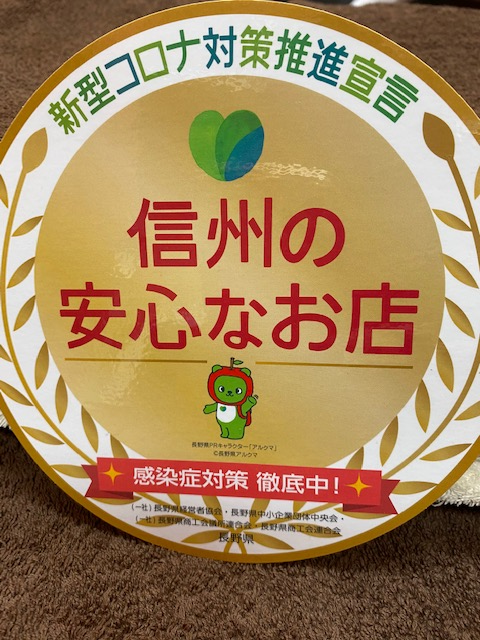 新型コロナ対策推進宣言
信州の
安心なお店
長野県PRキャラクター「アルクマ」
©長野県アルクマ
感染症対策 徹底中!
(一社)長野県経営者協会・長野県中小企業団体中央会・
(一社)長野県商工会議所連合会・長野県商工会連合会
長野県